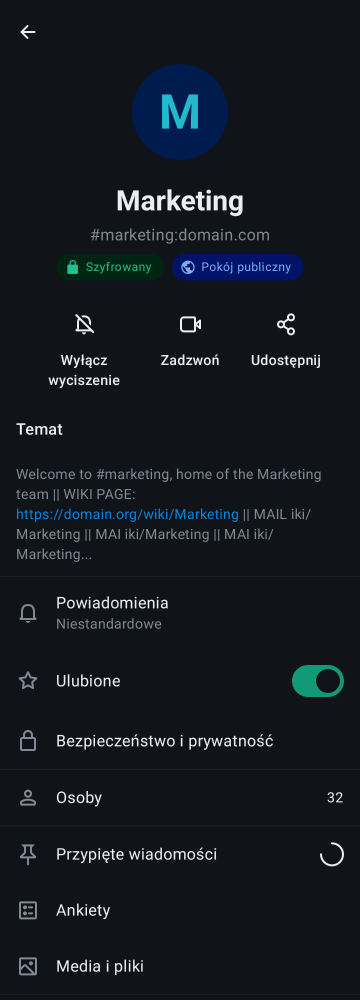 M
Marketing
#marketing:domain.com
Szyfrowany
Pokój publiczny
Wyłącz
wyciszenie
Zadzwoń
Udostępnij
Temat
Welcome to #marketing, home of the Marketing
team || WIKI PAGE:
https://domain.org/wiki/Marketing || MAIL iki/
Marketing || MAI iki/Marketing || MAI iki/
Marketing...
Powiadomienia
Niestandardowe
Ulubione
Bezpieczeństwo i prywatność
Osoby
32
Przypięte wiadomości
Ankiety
Media i pliki